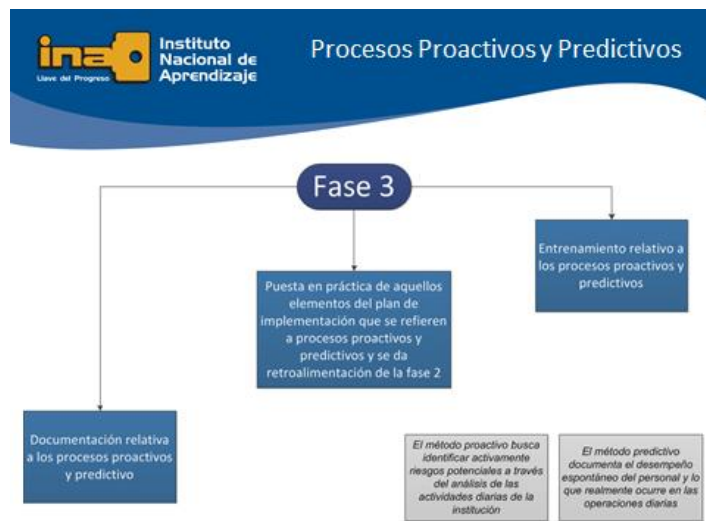 ina
Llave del Progreso
Instituto
Nacional de
Aprendizaje
Procesos Proactivos y Predictivos
Fase 3
Entrenamiento relativo a
los procesos proactivos y
predictivos
Puesta en práctica de aquellos
elementos del plan de
implementación que se refieren
a procesos proactivos y
predictivos y se da
retroalimentación de la fase 2
Documentación relativa
a los procesos proactivos
y predictivo
El método proactivo busca
identificar activamente
riesgos potenciales a través
del análisis de las
actividades diarias de la
institución
El método predictivo
documenta el desempeño
espontáneo del personal y lo
que realmente ocurre en las
operaciones diarias